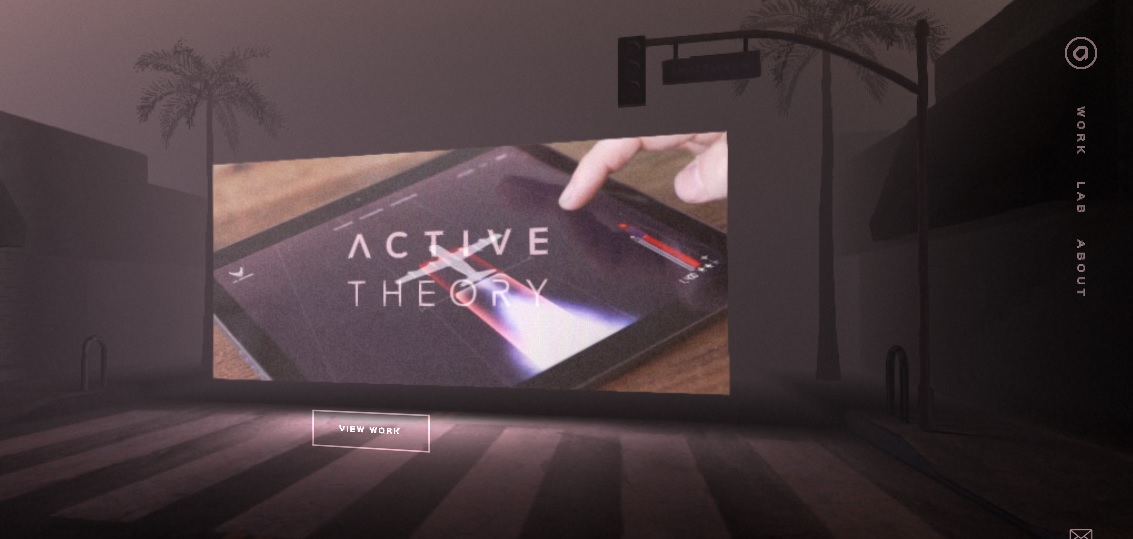 ACTIVE
THEORY
VIEW WORK
@
WORK
LAB
ABOUT